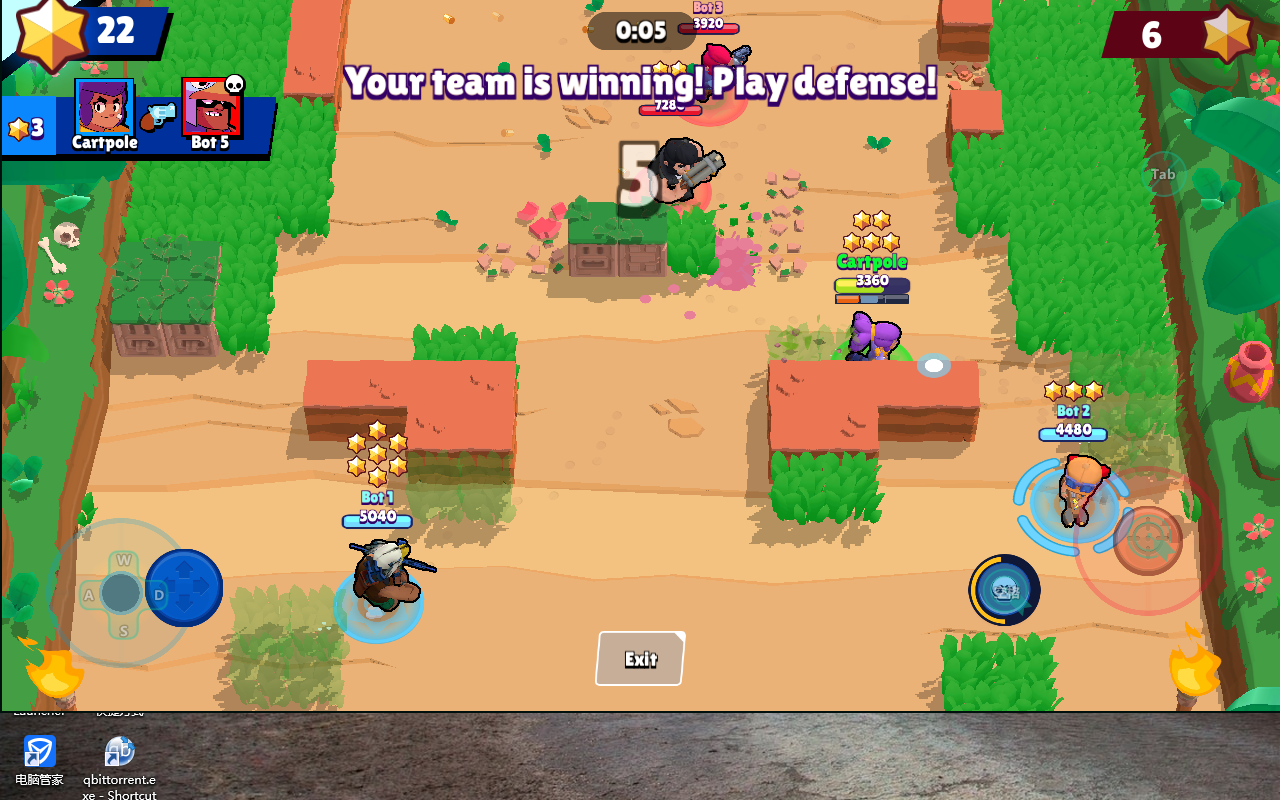 22
0:05
Bot 3
3920
6
Your team is winning! Play defense!
3
Cartpole
Bot 5
5
Tab
Cartpole
3360
Bot 2
4480
Bot 1
5040
W
A
D
S
Exit
电脑管家
qbittorrent.e
xe - Shortcut